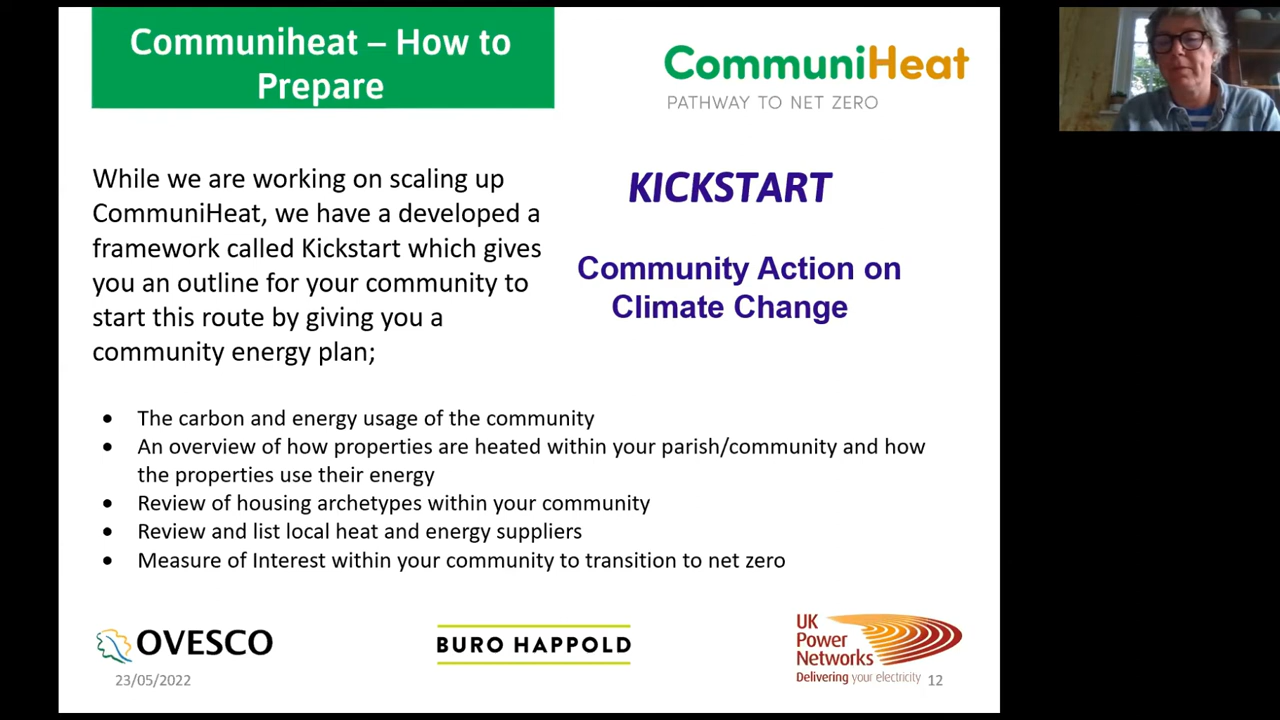 Communiheat – How to
Prepare
CommuniHeat
PATHWAY TO NET ZERO
While we are working on scaling up
CommuniHeat, we have a developed a
framework called Kickstart which gives
you an outline for your community to
start this route by giving you a
community energy plan;
KICKSTART
Community Action on
Climate Change
• The carbon and energy usage of the community
• An overview of how properties are heated within your parish/community and how
the properties use their energy
• Review of housing archetypes within your community
• Review and list local heat and energy suppliers
• Measure of Interest within your community to transition to net zero
OVESCO
BURO HAPPOLD
UK
Power
Networks
Delivering your electricity
23/05/2022
12